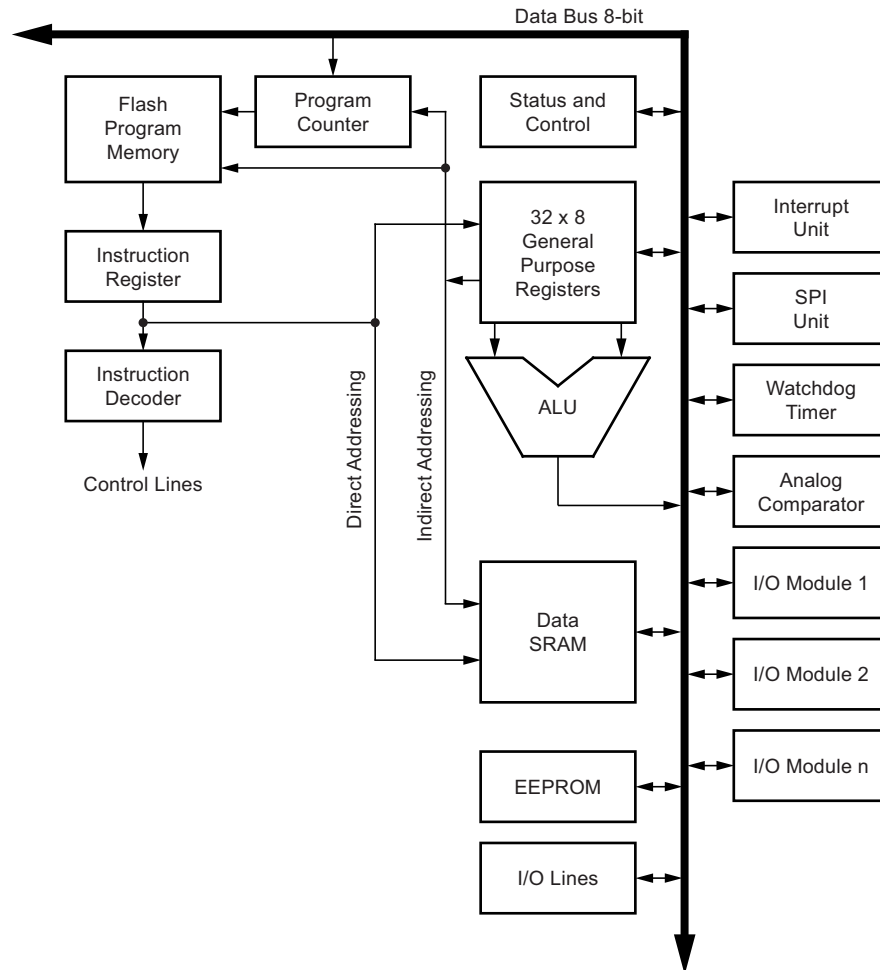 Data Bus 8-bit
Flash
Program
Memory
Program
Counter
Status and
Control
32 x 8
General
Purpose
Registers
Interrupt
Unit
Instruction
Register
SPI
Unit
Instruction
Decoder
Direct Addressing
Indirect Addressing
ALU
Watchdog
Timer
Control Lines
Analog
Comparator
Data
SRAM
I/O Module 1
I/O Module 2
EEPROM
I/O Module n
I/O Lines